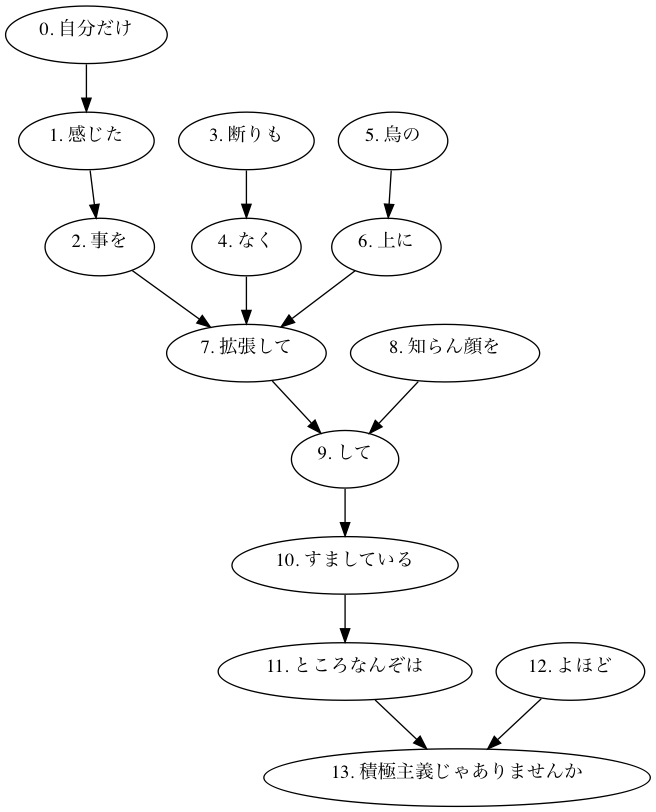 0. 自分だけ
1. 感じた
3. 断りも
5. 烏の
2. 事を
4. なく
6. 上に
7. 拡張して
8. 知らん顔を
9. して
10. すましている
11. ところなんぞは
12. よほど
13. 積極主義じゃありませんか